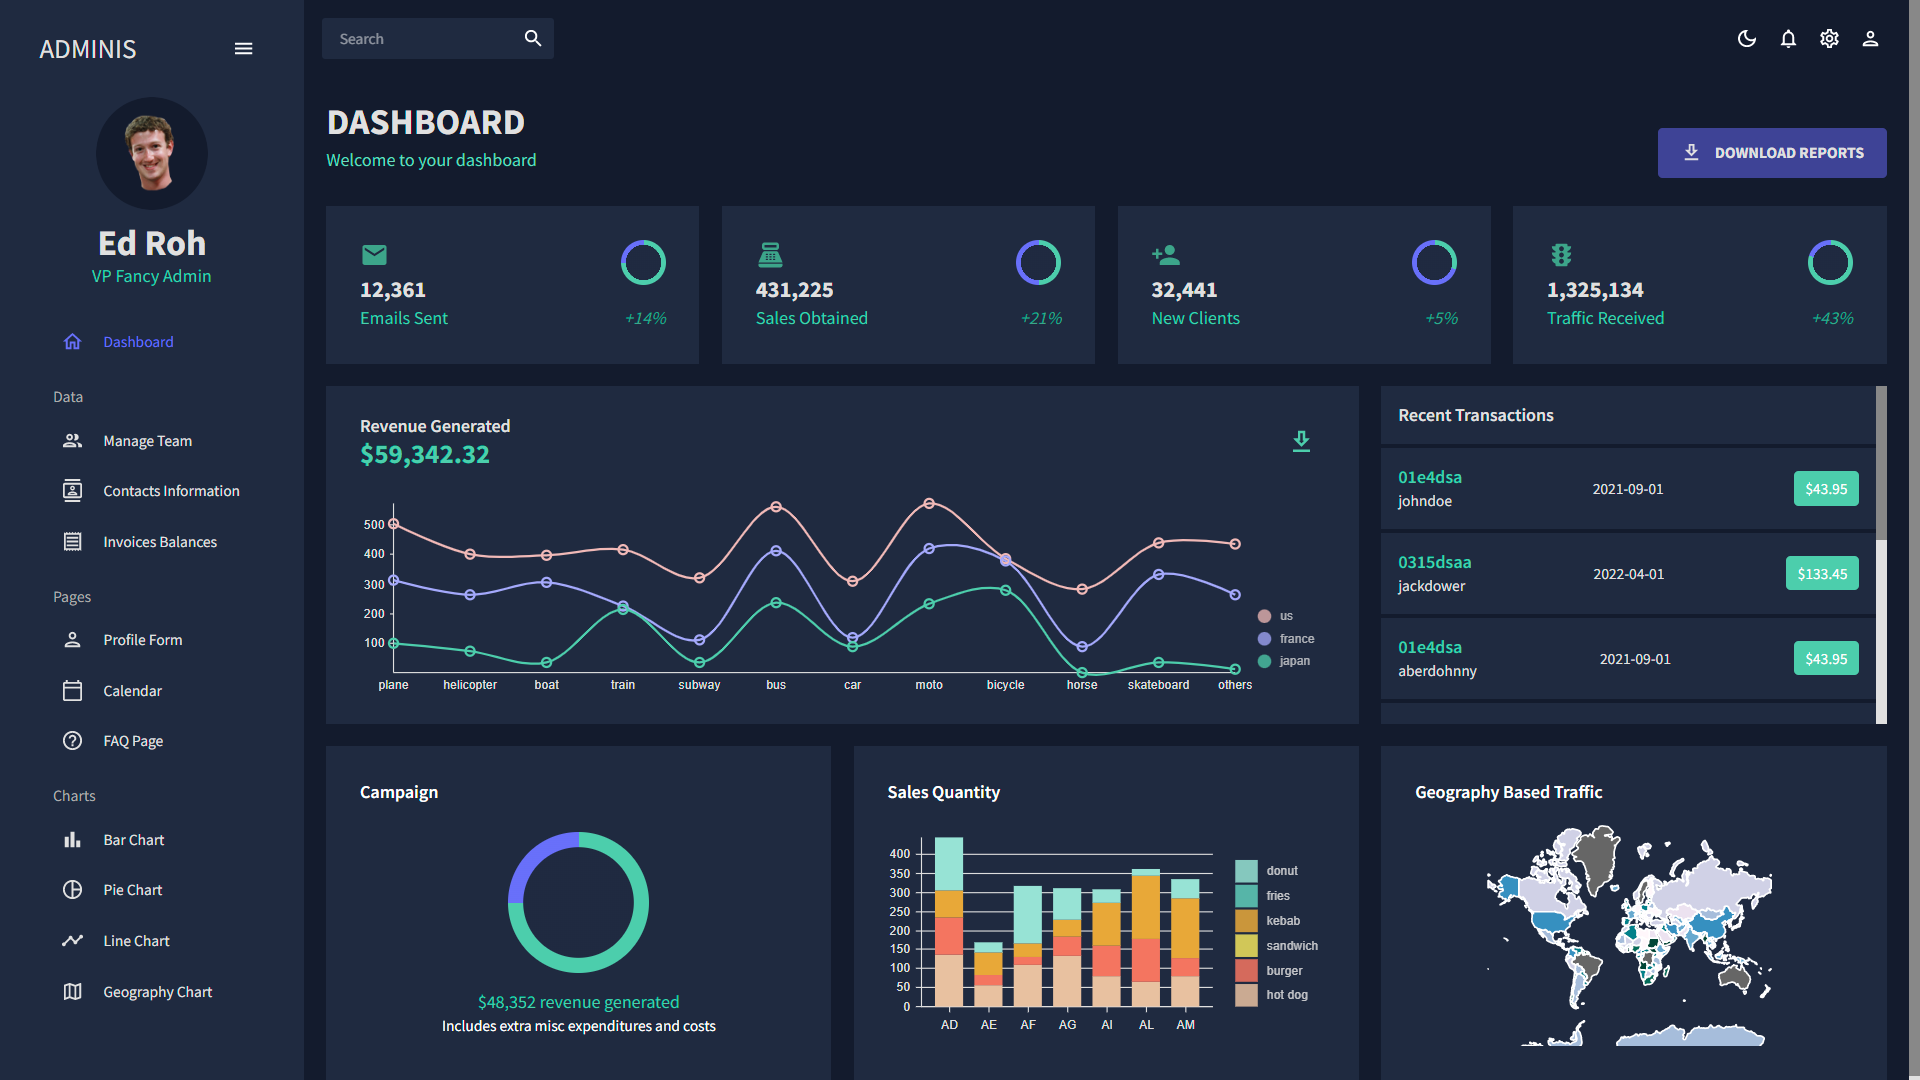 ADMINIS
Search
Ed Roh
VP Fancy Admin
Dashboard
Data
Manage Team
Contacts Information
Invoices Balances
Pages
Profile Form
Calendar
FAQ Page
Charts
Bar Chart
Pie Chart
Line Chart
Geography Chart
DASHBOARD
Welcome to your dashboard
DOWNLOAD REPORTS
12,361
Emails Sent
+14%
431,225
Sales Obtained
+21%
32,441
New Clients
+5%
1,325,134
Traffic Received
+43%
Revenue Generated
$59,342.32
500
400
300
200
100
plane helicopter boat train subway bus car moto bicycle horse skateboard others
us
france
japan
Recent Transactions
01e4dsa
johndoe
2021-09-01
$43.95
0315dsaa
jackdower
2022-04-01
$133.45
01e4dsa
aberdohnny
2021-09-01
$43.95
Campaign
$48,352 revenue generated
Includes extra misc expenditures and costs
Sales Quantity
400
350
300
250
200
150
100
50
0
AD AE AF AG AI AL AM
donut
fries
kebab
sandwich
burger
hot dog
Geography Based Traffic